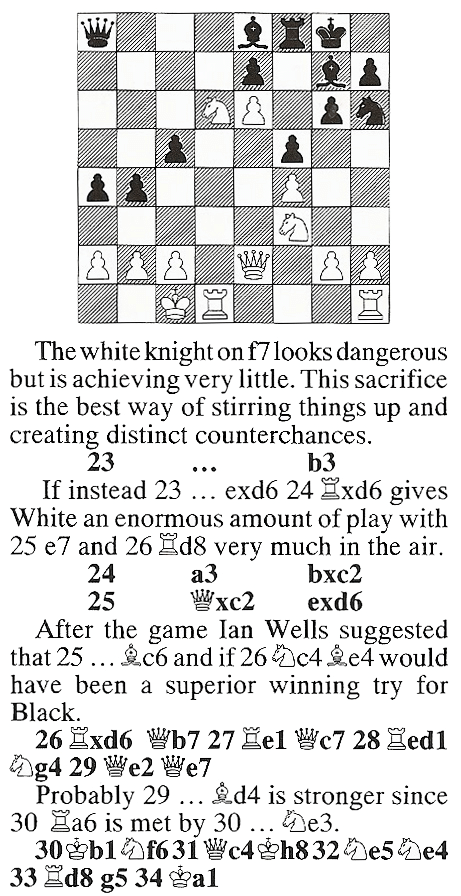 The white knight on f7 looks dangerous
but is achieving very little. This sacrifice
is the best way of stirring things up and
creating distinct counterchances.
23 ... b3
If instead 23 ... exd6 24 ♖xd6 gives
White an enormous amount of play with
25 e7 and 26 ♖d8 very much in the air.
24 a3 bxc2
25 ♕xc2 exd6
After the game Ian Wells suggested
that 25 ... ♗c6 and if 26 ♘c4 ♗e4 would
have been a superior winning try for
Black.
26 ♖xd6 ♕b7 27 ♖e1 ♕c7 28 ♖ed1
♘g4 29 ♕e2 ♕e7
Probably 29 ... ♗d4 is stronger since
30 ♖a6 is met by 30 ... ♘e3.
30 ♔b1 ♘f6 31 ♕c4 ♔h8 32 ♘e5 ♘e4
33 ♖d8 g5 34 ♔a1